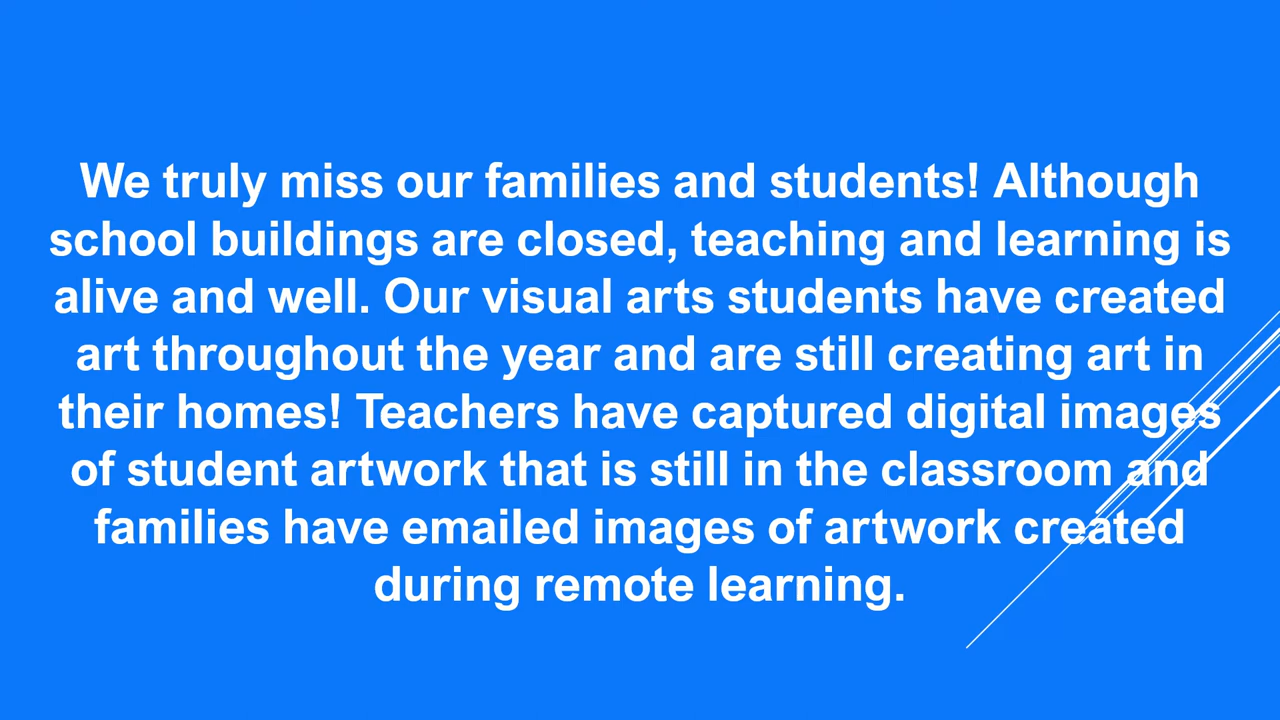 We truly miss our families and students! Although
school buildings are closed, teaching and learning is
alive and well. Our visual arts students have created
art throughout the year and are still creating art in
their homes! Teachers have captured digital images
of student artwork that is still in the classroom and
families have emailed images of artwork created
during remote learning.